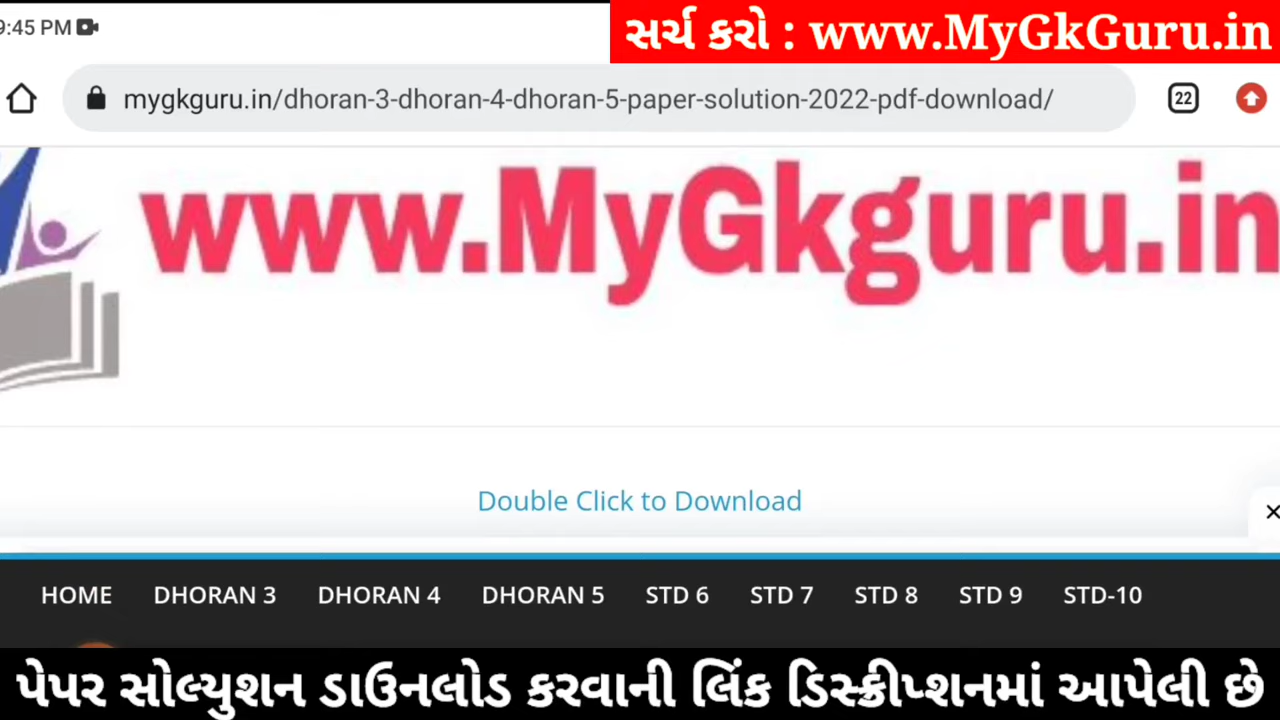 9:45 PM
સર્ચ કરો : www.MyGkGuru.in
mygkguru.in/dhoran-3-dhoran-4-dhoran-5-paper-solution-2022-pdf-download/
22
www.MyGkguru.in
Double Click to Download
×
HOME DHORAN 3 DHORAN 4 DHORAN 5 STD 6 STD 7 STD 8 STD 9 STD-10
પેપર સોલ્યુશન ડાઉનલોડ કરવાની લિંક ડિસ્ક્રીપ્શનમાં આપેલી છે